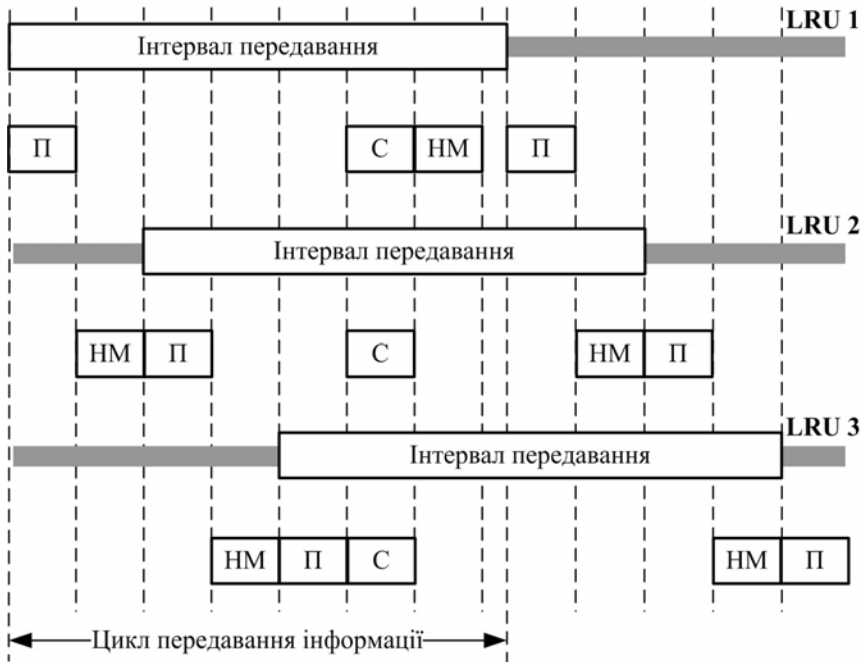 LRU 1
Інтервал передавання
П С НМ П
LRU 2
Інтервал передавання
НМ П С НМ П
LRU 3
Інтервал передавання
НМ П С НМ П
Цикл передавання інформації